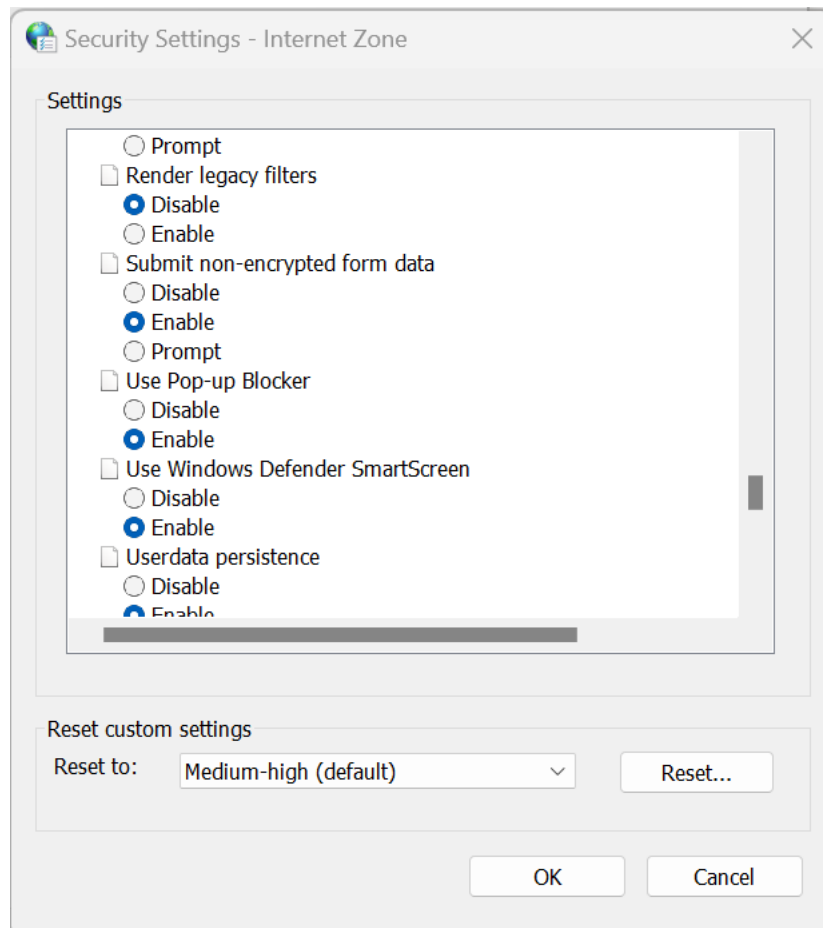 Security Settings - Internet Zone
Settings
Prompt
Render legacy filters
Disable
Enable
Submit non-encrypted form data
Disable
Enable
Prompt
Use Pop-up Blocker
Disable
Enable
Use Windows Defender SmartScreen
Disable
Enable
Userdata persistence
Disable
Enable
Reset custom settings
Reset to: Medium-high (default) Reset...
OK Cancel